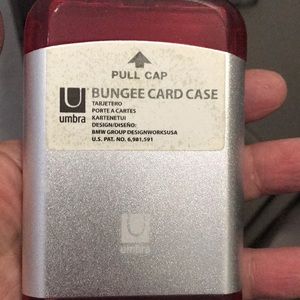 PULL CAP
BUNGEE CARD CASE
TARJETERO
PORTE A CARTES
KARTENETUI
DESIGN/DISEÑO:
BMW GROUP DESIGNWORKSUSA
U.S. PAT. NO. 6,981,591
U
umbra
U
umbra